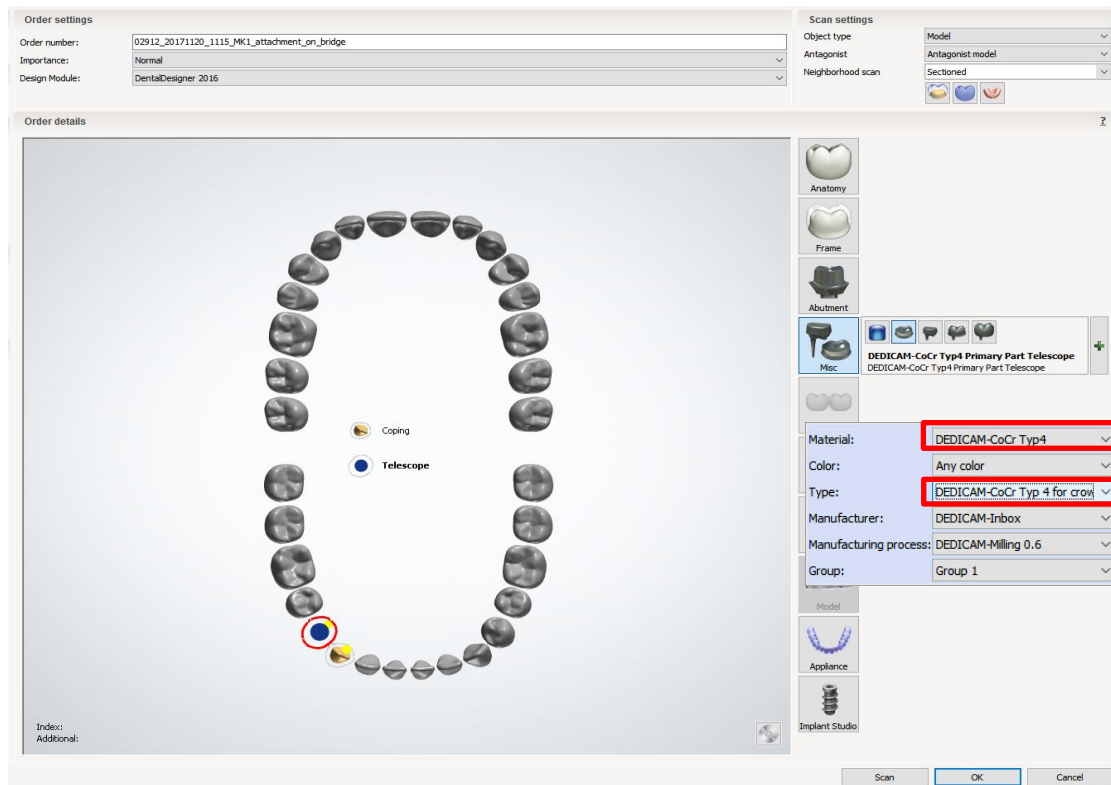 Order settings
Order number: 02912_20171120_1115_MK1_attachment_on_bridge
Importance: Normal
Design Module: DentalDesigner 2016
Scan settings
Object type Model
Antagonist Antagonist model
Neighborhood scan Sectioned
Order details ?
Anatomy
Frame
Abutment
Misc
DEDICAM-CoCr Typ4 Primary Part Telescope
DEDICAM-CoCr Typ4 Primary Part Telescope
Coping
Telescope
Material: DEDICAM-CoCr Typ4
Color: Any color
Type: DEDICAM-CoCr Typ 4 for crow
Manufacturer: DEDICAM-Inbox
Manufacturing process: DEDICAM-Milling 0.6
Group: Group 1
Model
Appliance
Implant Studio
Index:
Additional:
Scan OK Cancel